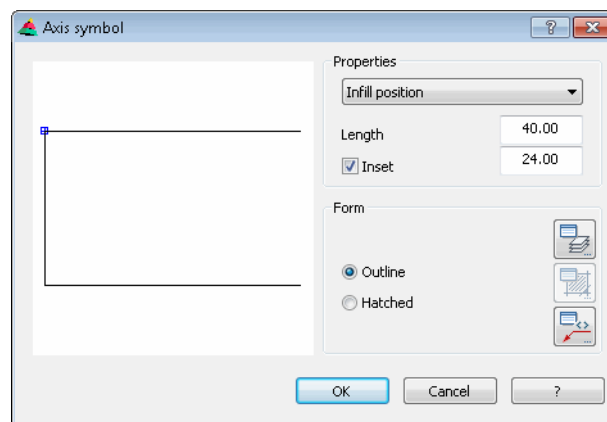 Axis symbol
?
Properties
Infill position
Length 40.00
Inset 24.00
Form
Outline
Hatched
OK Cancel ?